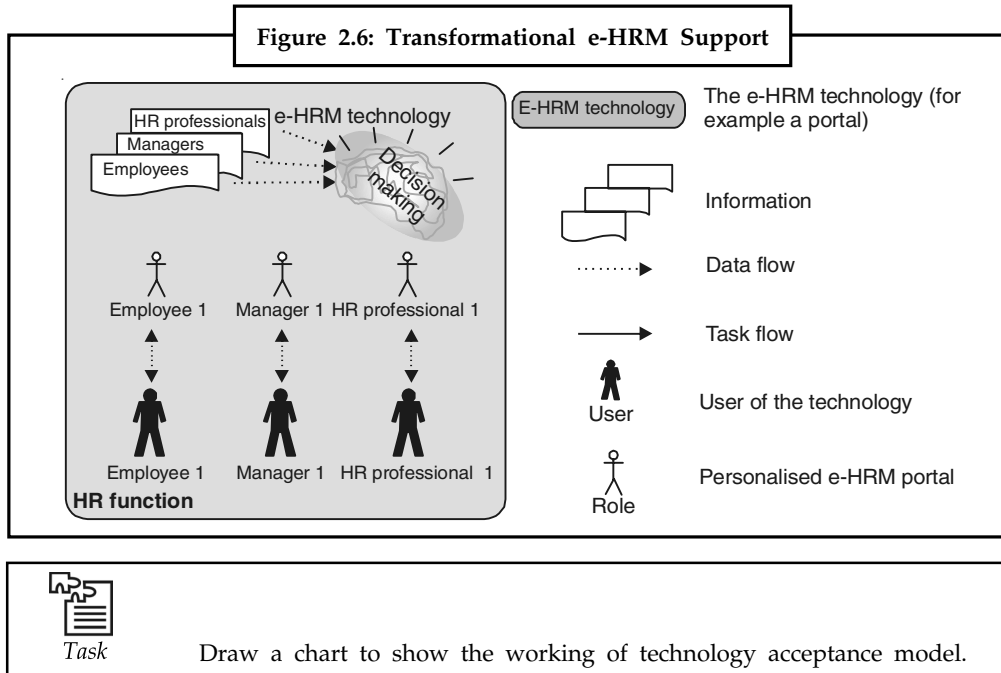 Figure 2.6: Transformational e-HRM Support
HR professionals
Managers
Employees
e-HRM technology
Decision
making
Employee 1
Manager 1
HR professional 1
Employee 1
Manager 1
HR professional 1
HR function
E-HRM technology
The e-HRM technology (for
example a portal)
Information
Data flow
Task flow
User
User of the technology
Role
Personalised e-HRM portal
Task
Draw a chart to show the working of technology acceptance model.